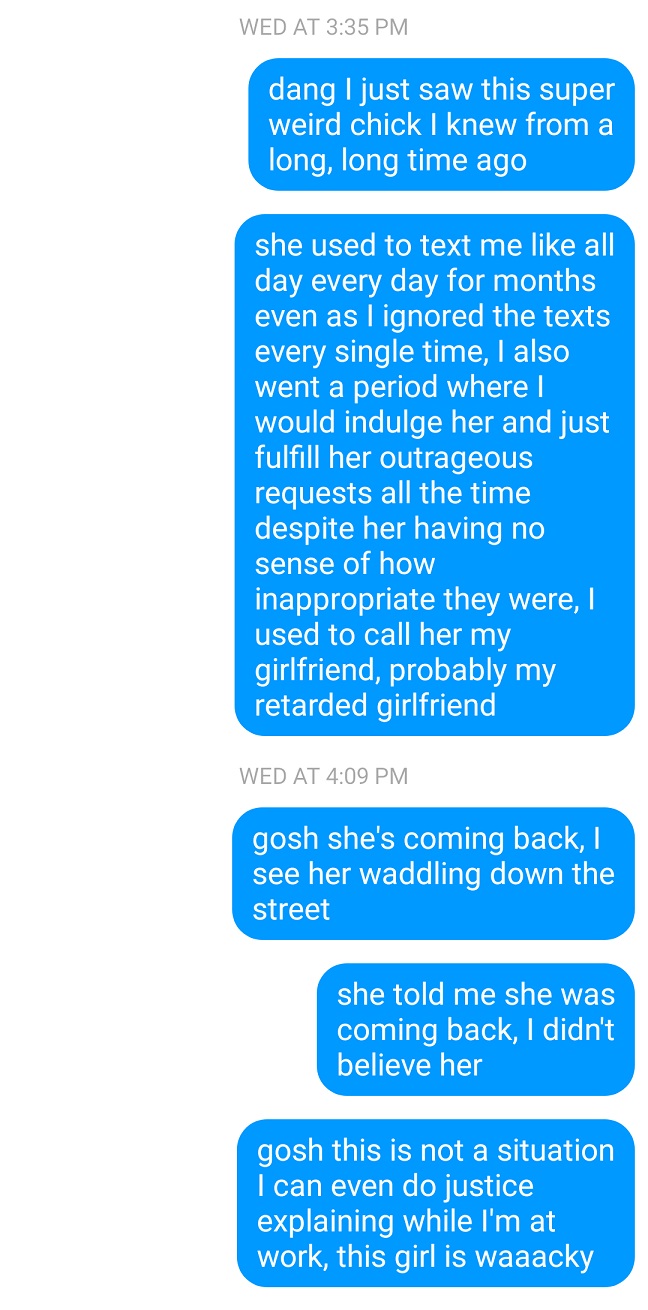 WED AT 3:35 PM
dang I just saw this super
weird chick I knew from a
long, long time ago
she used to text me like all
day every day for months
even as I ignored the texts
every single time, I also
went a period where I
would indulge her and just
fulfill her outrageous
requests all the time
despite her having no
sense of how
inappropriate they were, I
used to call her my
girlfriend, probably my
retarded girlfriend
WED AT 4:09 PM
gosh she's coming back, I
see her waddling down the
street
she told me she was
coming back, I didn't
believe her
gosh this is not a situation
I can even do justice
explaining while I'm at
work, this girl is waaacky